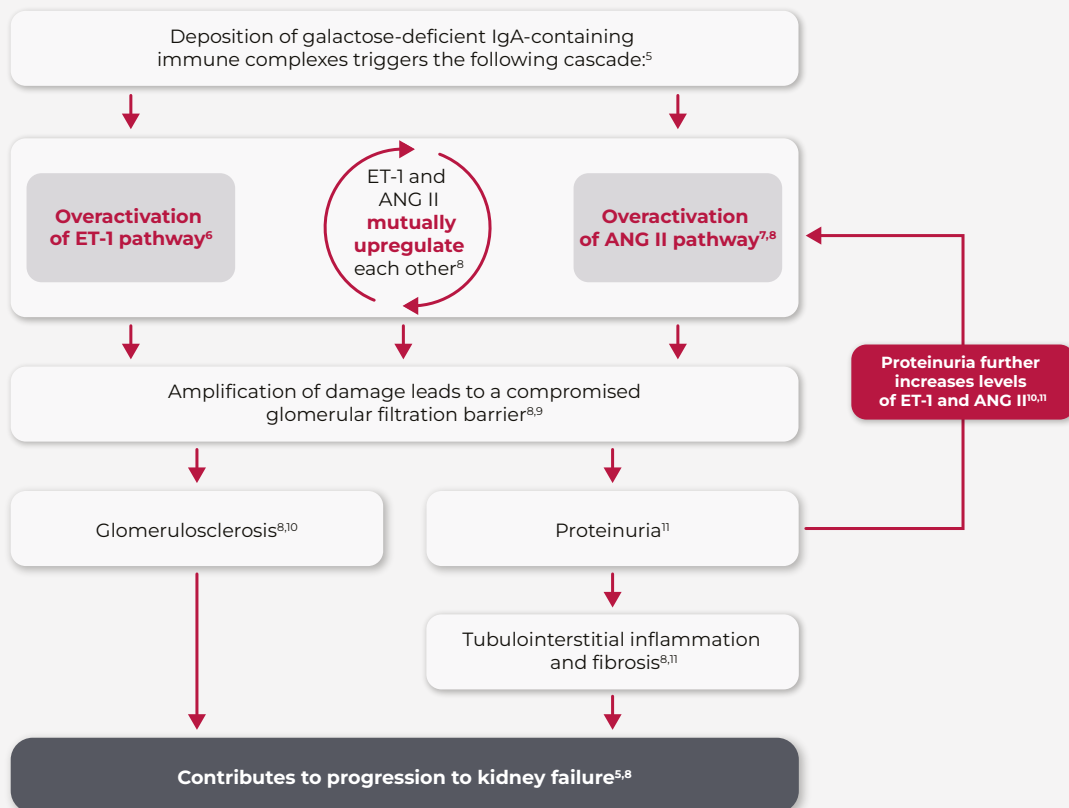 Deposition of galactose-deficient IgA-containing
immune complexes triggers the following cascade:⁵
Overactivation
of ET-1 pathway⁶
ET-1 and
ANG II
mutually
upregulate
each other⁸
Overactivation
of ANG II pathway⁷,⁸
Amplification of damage leads to a compromised
glomerular filtration barrier⁸,⁹
Proteinuria further
increases levels
of ET-1 and ANG II¹⁰,¹¹
Glomerulosclerosis⁸,¹⁰
Proteinuria¹¹
Tubulointerstitial inflammation
and fibrosis⁸,¹¹
Contributes to progression to kidney failure⁵,⁸